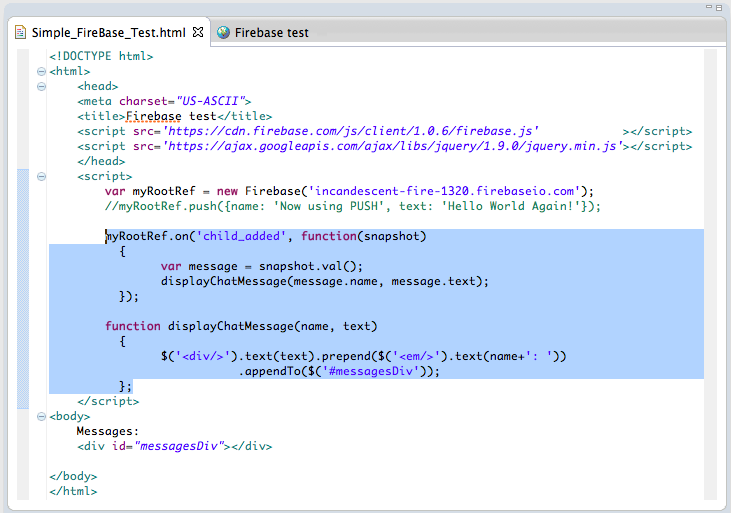 Simple_FireBase_Test.html
Firebase test
<!DOCTYPE html>
<html>
    <head>
    <meta charset="US-ASCII">
    <title>Firebase test</title>
    <script src='https://cdn.firebase.com/js/client/1.0.6/firebase.js'            ></script>
    <script src='https://ajax.googleapis.com/ajax/libs/jquery/1.9.0/jquery.min.js'></script>
    </head>
    <script>
        var myRootRef = new Firebase('incandescent-fire-1320.firebaseio.com');
        //myRootRef.push({name: 'Now using PUSH', text: 'Hello World Again!'});

        myRootRef.on('child_added', function(snapshot)
          {
                var message = snapshot.val();
                displayChatMessage(message.name, message.text);
          });

        function displayChatMessage(name, text)
          {
                $('<div/>').text(text).prepend($('<em/>').text(name+': '))
                           .appendTo($('#messagesDiv'));
          };
    </script>
<body>
    Messages:
    <div id="messagesDiv"></div>

</body>
</html>